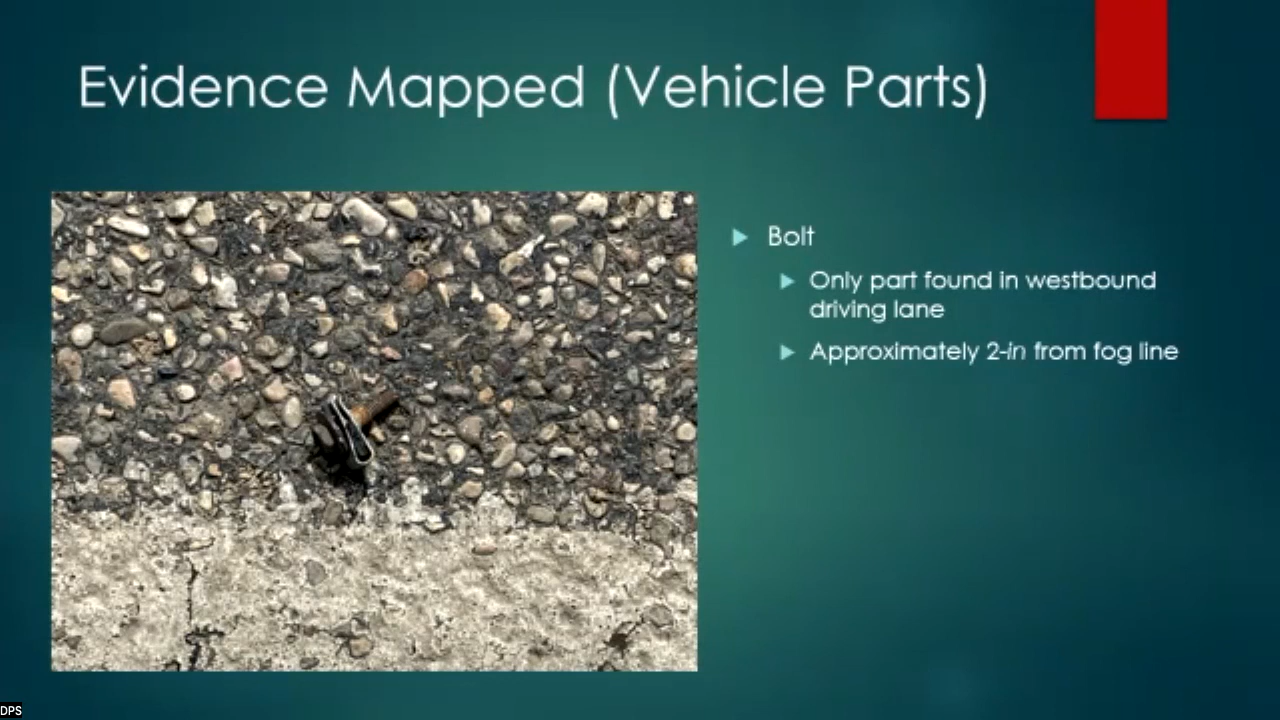 Evidence Mapped (Vehicle Parts)
Bolt
Only part found in westbound
driving lane
Approximately 2-in from fog line
DPS